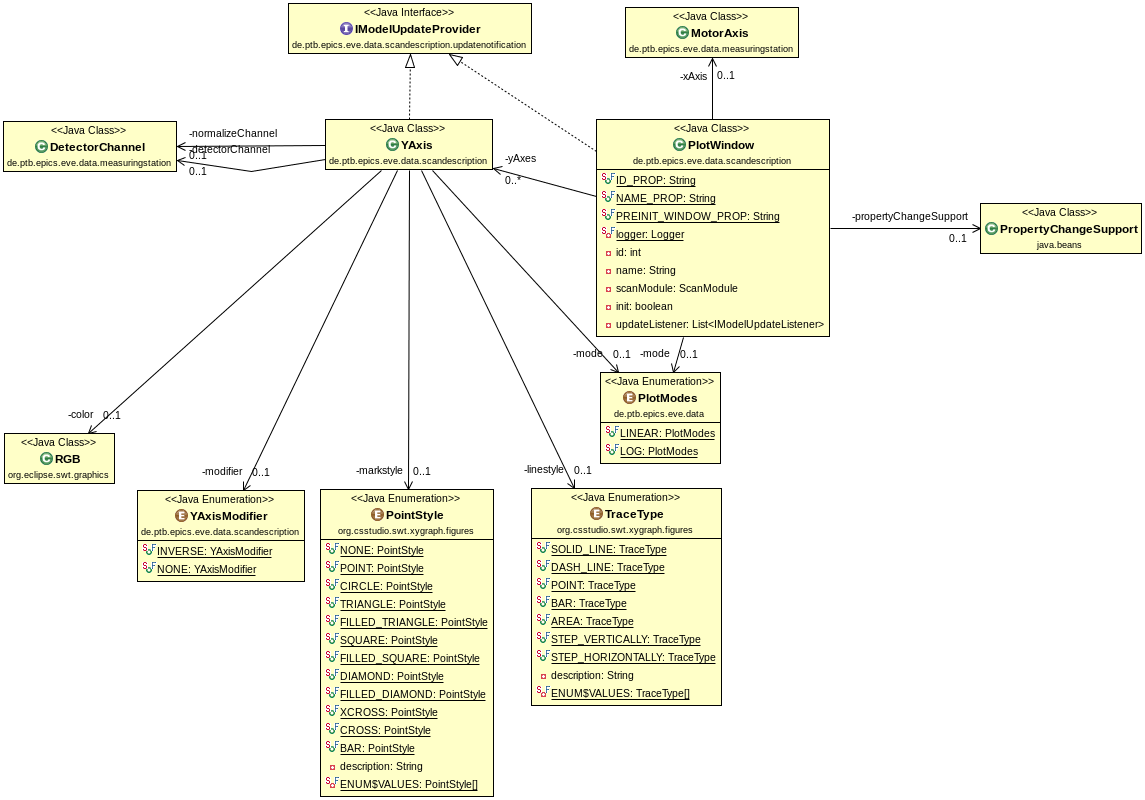 <<Java Interface>>
IModelUpdateProvider
de.ptb.epics.eve.data.scandescription.updatenotification
<<Java Class>>
MotorAxis
de.ptb.epics.eve.data.measuringstation
-xAxis 0..1
<<Java Class>>
DetectorChannel
de.ptb.epics.eve.data.measuringstation
-normalizeChannel
0..1
-detectorChannel
0..1
<<Java Class>>
YAxis
de.ptb.epics.eve.data.scandescription
-yAxes
0..*
<<Java Class>>
PlotWindow
de.ptb.epics.eve.data.scandescription
ID_PROP: String
NAME_PROP: String
PREINIT_WINDOW_PROP: String
logger: Logger
id: int
name: String
scanModule: ScanModule
init: boolean
updateListener: List<IModelUpdateListener>
-propertyChangeSupport
0..1
<<Java Class>>
PropertyChangeSupport
java.beans
-mode 0..1
-mode 0..1
<<Java Enumeration>>
PlotModes
de.ptb.epics.eve.data
LINEAR: PlotModes
LOG: PlotModes
-color 0..1
<<Java Class>>
RGB
org.eclipse.swt.graphics
-modifier 0..1
<<Java Enumeration>>
YAxisModifier
de.ptb.epics.eve.data.scandescription
INVERSE: YAxisModifier
NONE: YAxisModifier
-markstyle 0..1
<<Java Enumeration>>
PointStyle
org.csstudio.swt.xygraph.figures
NONE: PointStyle
POINT: PointStyle
CIRCLE: PointStyle
TRIANGLE: PointStyle
FILLED_TRIANGLE: PointStyle
SQUARE: PointStyle
FILLED_SQUARE: PointStyle
DIAMOND: PointStyle
FILLED_DIAMOND: PointStyle
XCROSS: PointStyle
CROSS: PointStyle
BAR: PointStyle
description: String
ENUM$VALUES: PointStyle[]
-linestyle 0..1
<<Java Enumeration>>
TraceType
org.csstudio.swt.xygraph.figures
SOLID_LINE: TraceType
DASH_LINE: TraceType
POINT: TraceType
BAR: TraceType
AREA: TraceType
STEP_VERTICALLY: TraceType
STEP_HORIZONTALLY: TraceType
description: String
ENUM$VALUES: TraceType[]